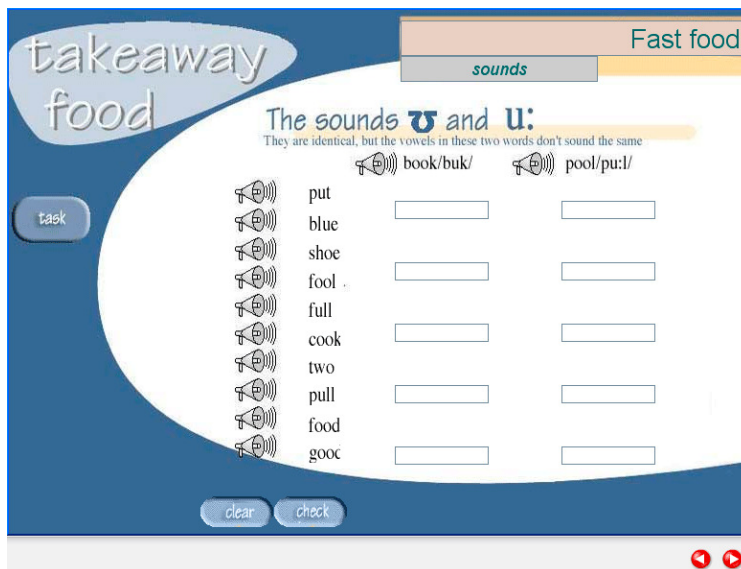 takeaway
food
Fast food
sounds
The sounds ʊ and u:
They are identical, but the vowels in these two words don't sound the same
book/buk/ pool/pu:l/
put
task
blue
shoe
fool .
full
cook
two
pull
food
good
clear check